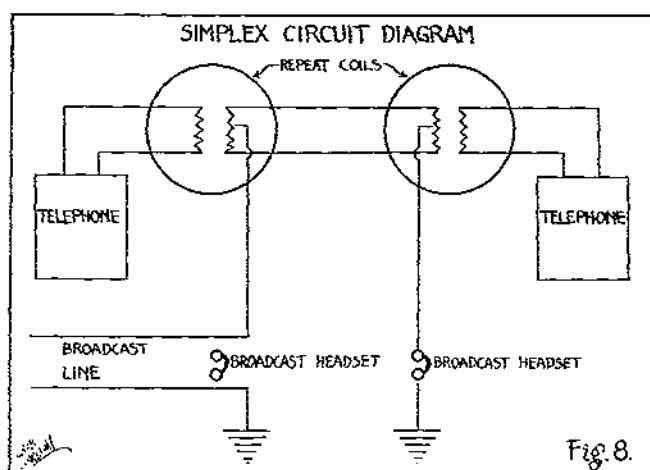 SIMPLEX CIRCUIT DIAGRAM
REPEAT COILS
TELEPHONE
TELEPHONE
BROADCAST
LINE
BROADCAST HEADSET
BROADCAST HEADSET
Fig. 8.